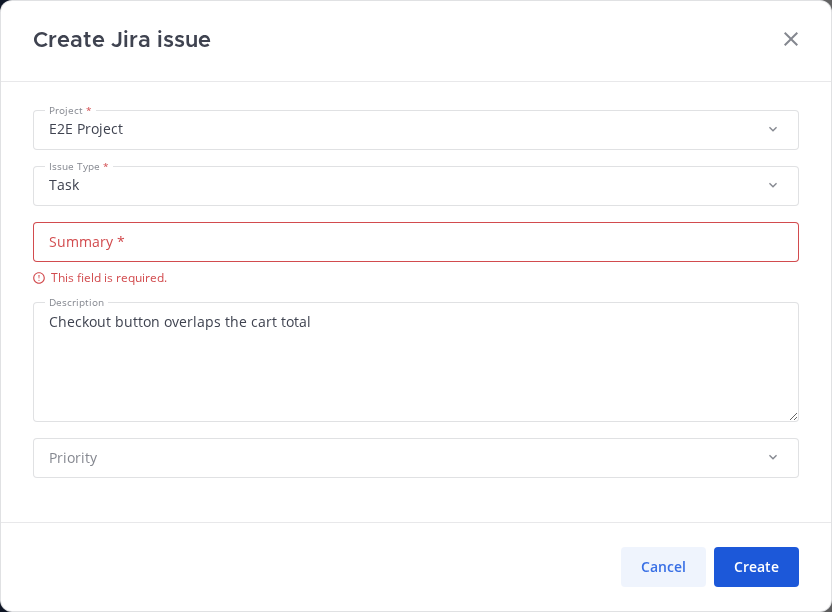 Create Jira issue
Project *
E2E Project
Issue Type *
Task
Summary *
This field is required.
Description
Checkout button overlaps the cart total
Priority
Cancel
Create